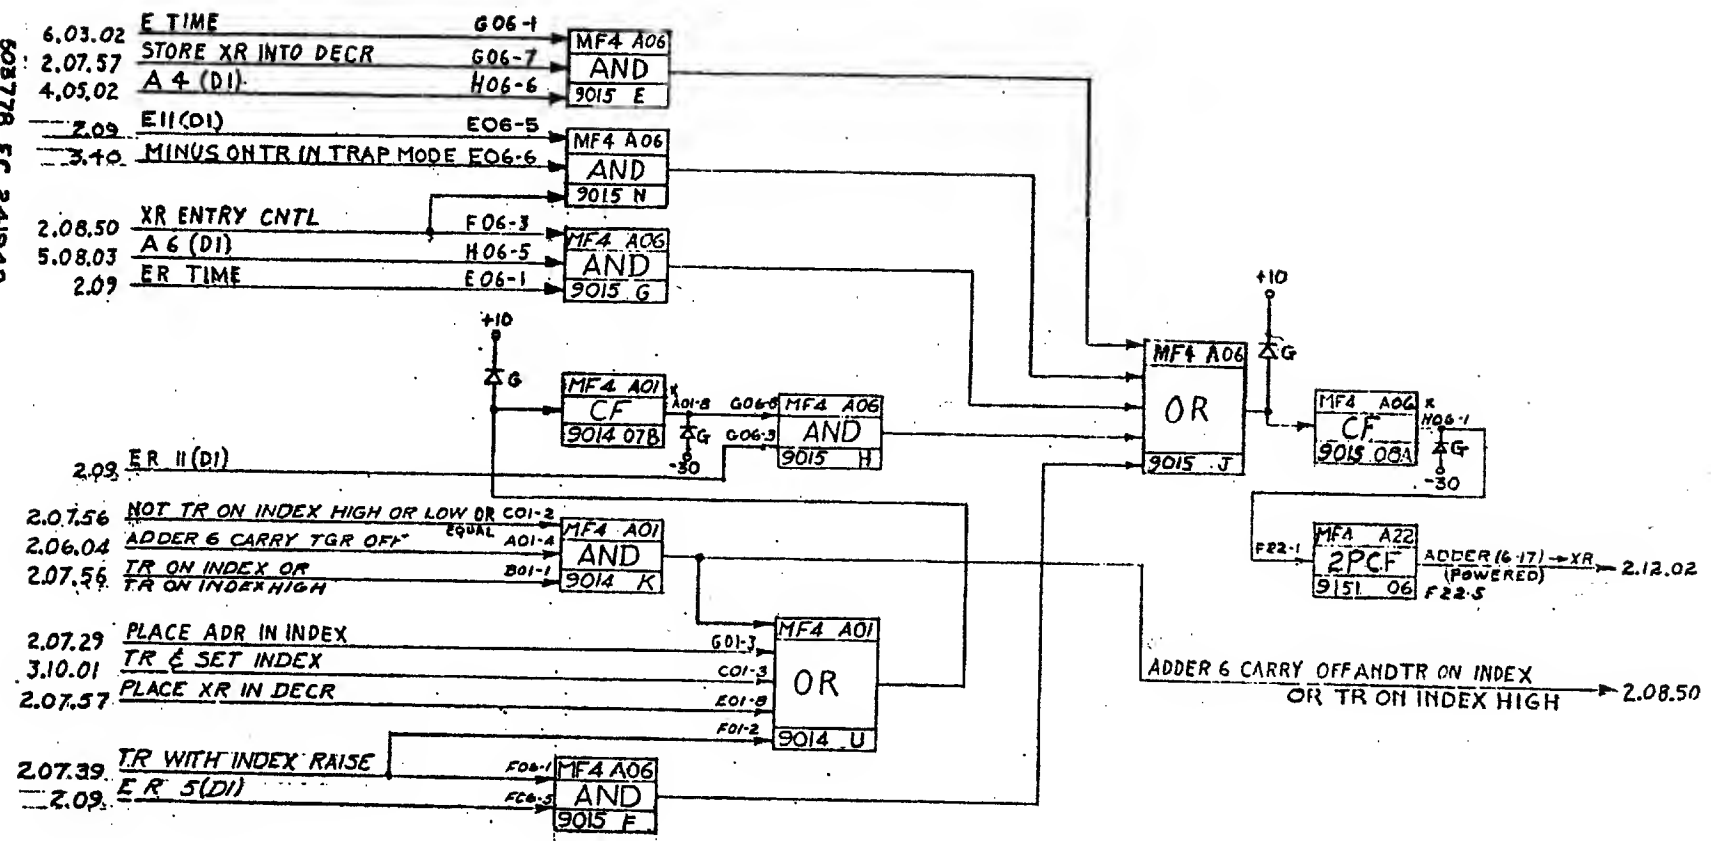 6.03.02 E TIME G06-1
2.07.57 STORE XR INTO DECR G06-7
4.05.02 A 4 (D1) H06-6
MF4 A06
AND
9015 E
2.09 E11(D1) E06-5
3.40 MINUS ON TR IN TRAP MODE E06-6
MF4 A06
AND
9015 N
2.08.50 XR ENTRY CNTL F06-3
5.08.03 A 6 (D1) H06-5
2.09 ER TIME E06-1
MF4 A06
AND
9015 G
+10
G
MF4 A01
CF
9014 07B
x
A01-8
G
-30
G06-8
G06-3
MF4 A06
AND
9015 H
2.09 ER 11(D1)
+10
G
MF4 A06
OR
9015 J
MF4 A06
CF
9015 08A
x
H06-1
G
-30
F22-1
MF4 A22
2PCF
9151 06
ADDER (6-17) → XR
(POWERED)
F22-5
2.12.02
2.07.56 NOT TR ON INDEX HIGH OR LOW OR EQUAL C01-2
2.06.04 ADDER 6 CARRY TGR OFF A01-4
2.07.56 TR ON INDEX OR
TR ON INDEX HIGH B01-1
MF4 A01
AND
9014 K
2.07.29 PLACE ADR IN INDEX G01-3
3.10.01 TR & SET INDEX C01-3
2.07.57 PLACE XR IN DECR E01-8
F01-2
MF4 A01
OR
9014 U
ADDER 6 CARRY OFF AND TR ON INDEX
OR TR ON INDEX HIGH
2.08.50
2.07.39 TR WITH INDEX RAISE F06-1
2.09 E R 5(D1) F06-5
MF4 A06
AND
9015 F